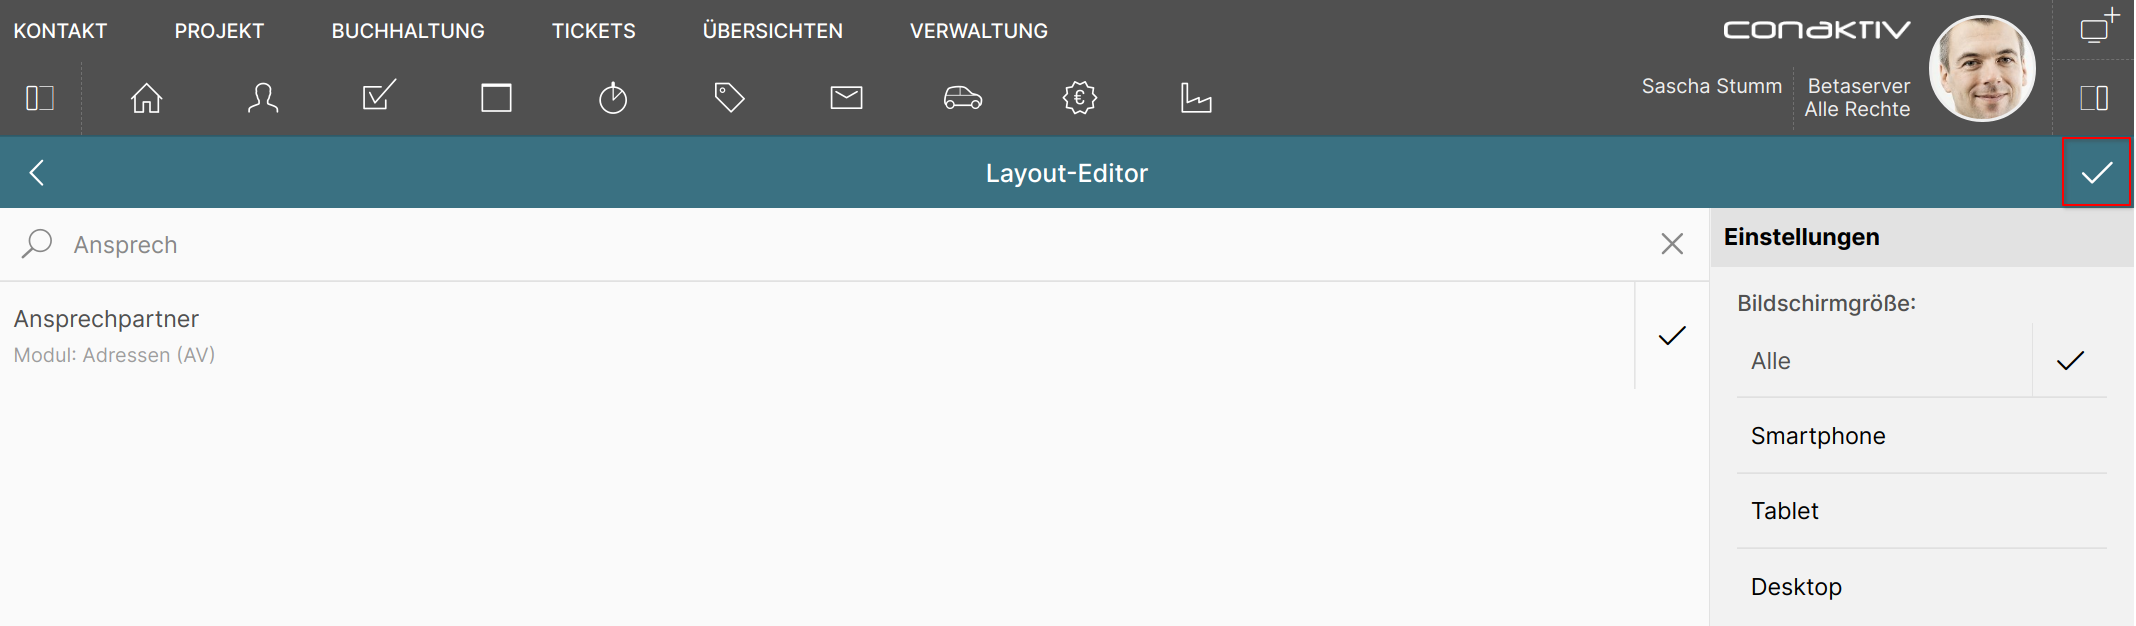 KONTAKT PROJEKT BUCHHALTUNG TICKETS ÜBERSICHTEN VERWALTUNG
conaktiv
Sascha Stumm
Betaserver
Alle Rechte
€
Layout-Editor
Ansprech
Ansprechpartner
Modul: Adressen (AV)
Einstellungen
Bildschirmgröße:
Alle
Smartphone
Tablet
Desktop